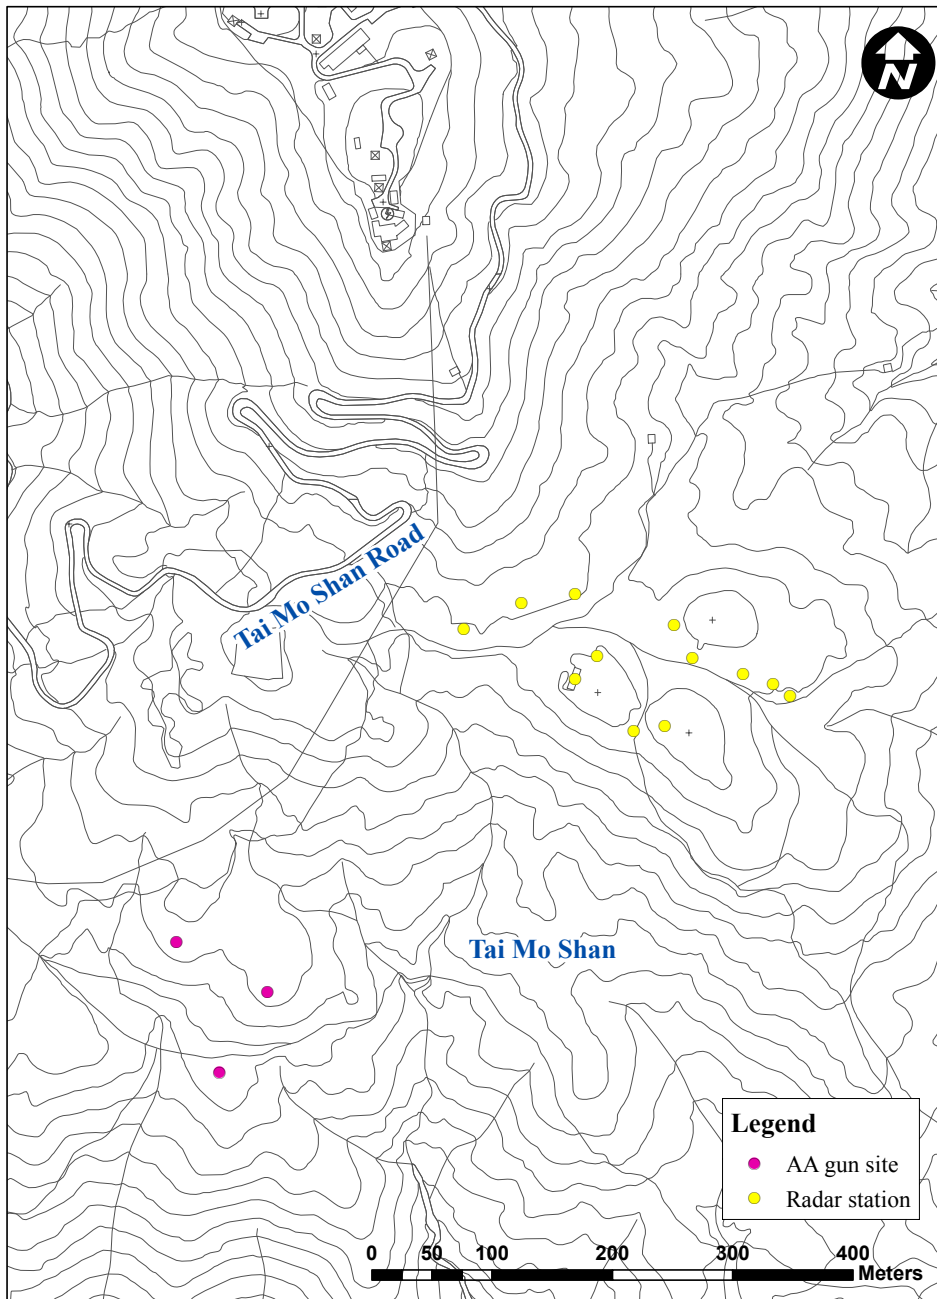 N
Tai Mo Shan Road
Tai Mo Shan
Legend
AA gun site
Radar station
0 50 100 200 300 400
Meters